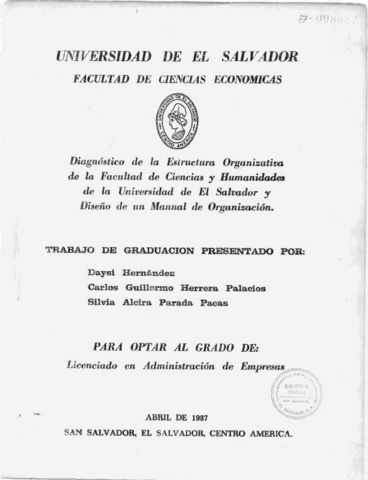 UNIVERSIDAD DE EL SALVADOR
FACULTAD DE CIENCIAS ECONOMICAS
Diagnóstico de la Estructura Organizativa
de la Facultad de Ciencias y Humanidades
de la Universidad de El Salvador y
Diseño de un Manual de Organización.
TRABAJO DE GRADUACION PRESENTADO POR:
Daysi Hernández
Carlos Guillermo Herrera Palacios
Silvia Alcira Parada Pacas
PARA OPTAR AL GRADO DE:
Licenciado en Administración de Empresas
ABRIL DE 1987
SAN SALVADOR, EL SALVADOR, CENTRO AMERICA.